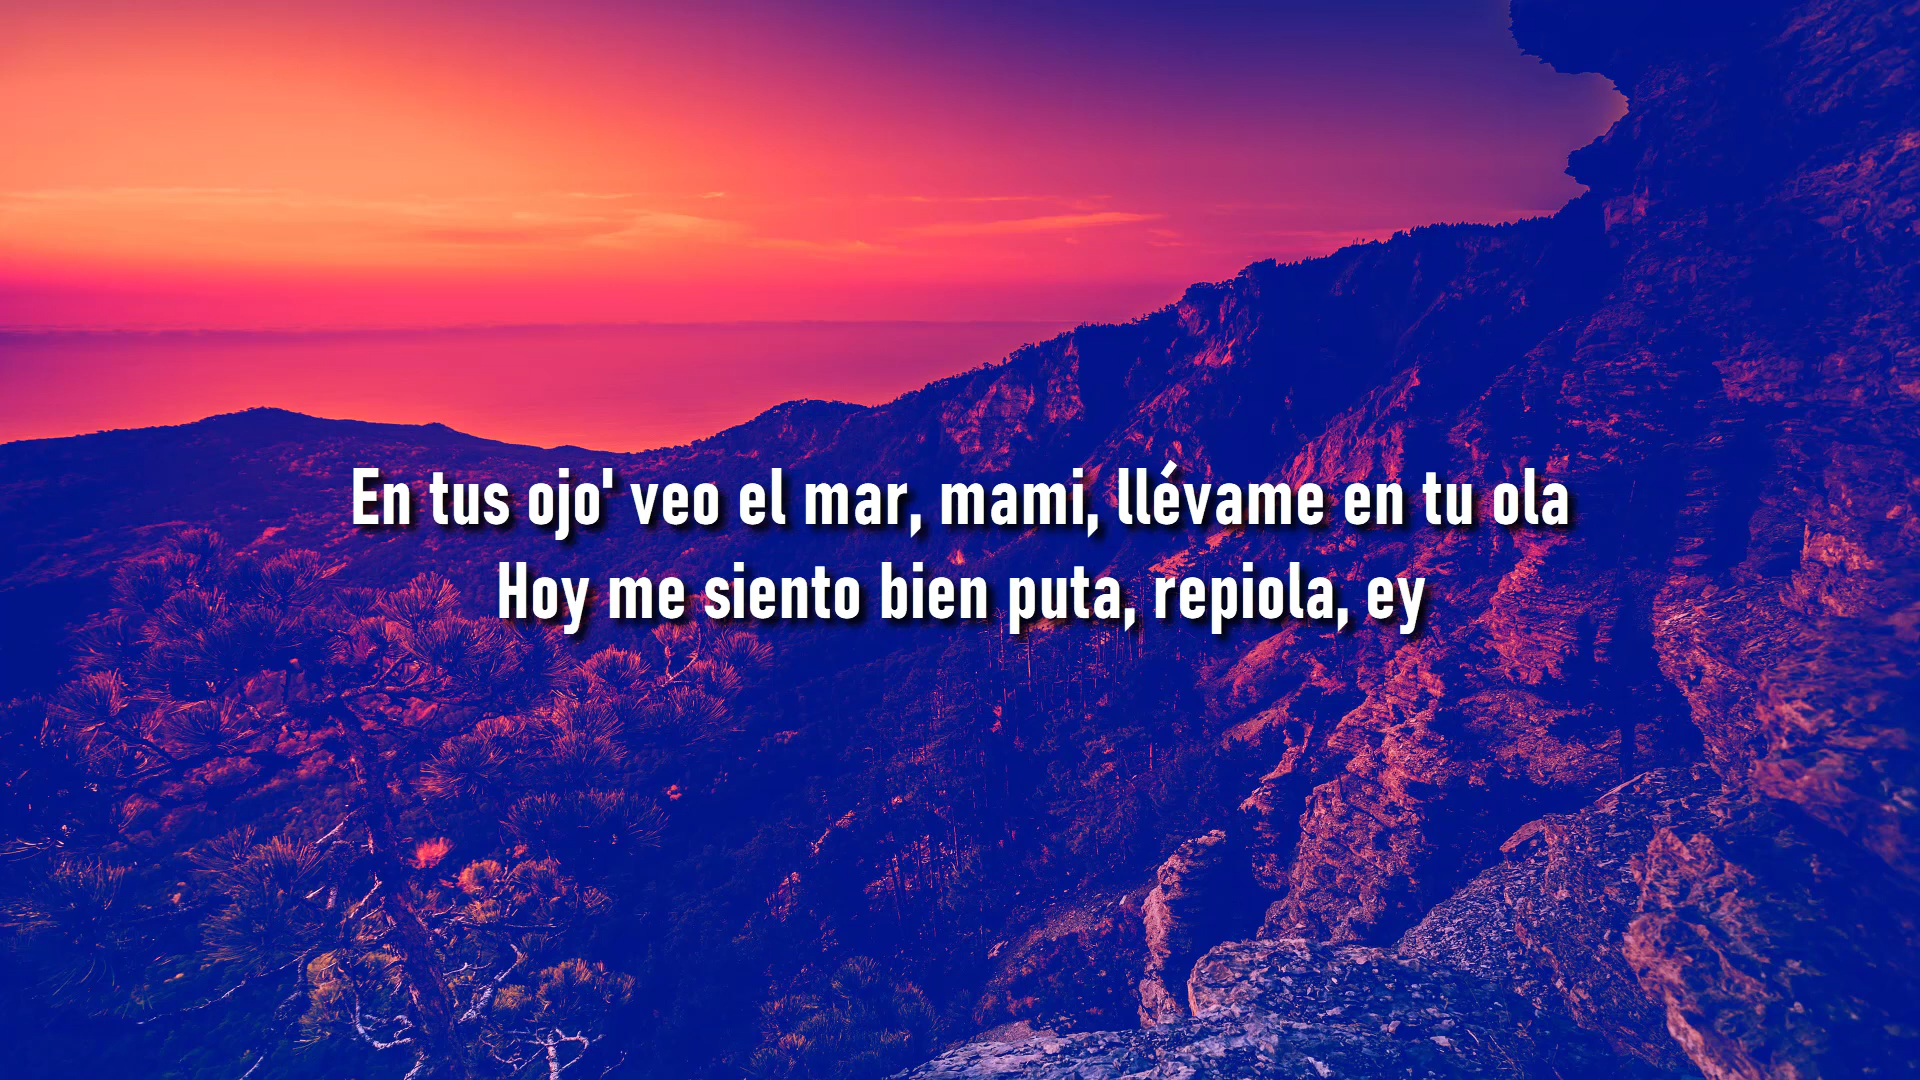 En tus ojo' veo el mar, mami, llévame en tu ola
Hoy me siento bien puta, repiola, ey